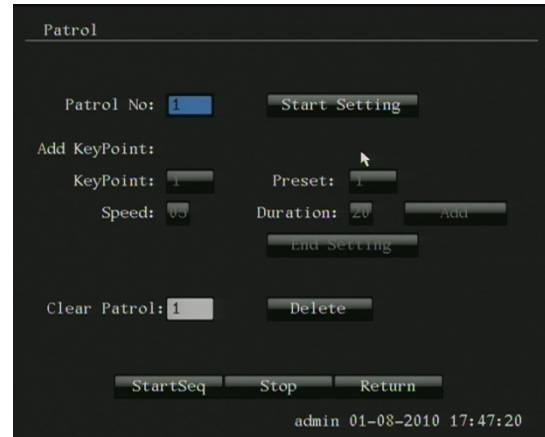 Patrol
Patrol No: 1 Start Setting
Add KeyPoint:
KeyPoint: 1 Preset: 1
Speed: 05 Duration: 20 Add
End Setting
Clear Patrol: 1 Delete
StartSeq Stop Return
admin 01-08-2010 17:47:20